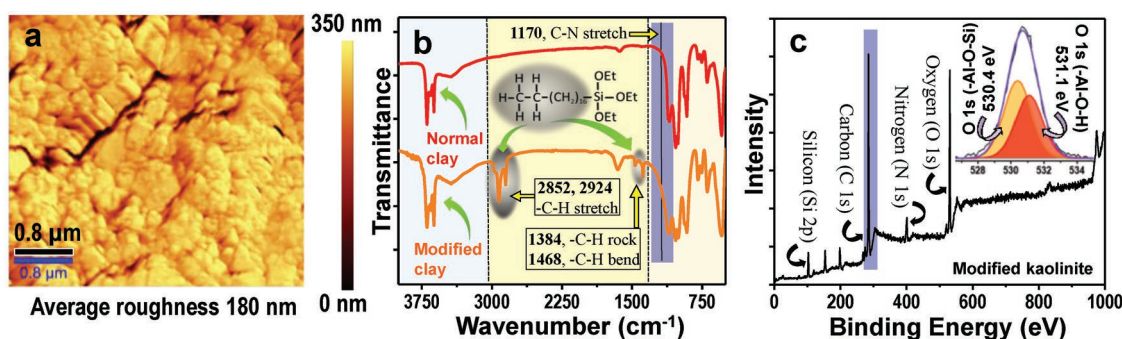 a
350 nm
0.8 µm
0.8 µm
0 nm
Average roughness 180 nm
b
1170, C-N stretch
H H
H-C-C-(CH2)16-Si-OEt
H H
OEt
OEt
Normal
clay
2852, 2924
-C-H stretch
Modified
clay
1384, -C-H rock
1468, -C-H bend
Transmittance
3750 3000 2250 1500 750
Wavenumber (cm-1)
c
O 1s (-Al-O-Si)
530.4 eV
O 1s (-Al-O-H)
531.1 eV
528 530 532 534
Silicon (Si 2p)
Carbon (C 1s)
Nitrogen (N 1s)
Oxygen (O 1s)
Modified kaolinite
Intensity
0 200 400 600 800 1000
Binding Energy (eV)